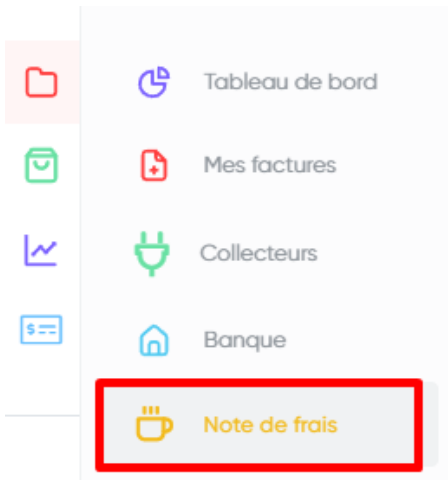 Tableau de bord
Mes factures
Collecteurs
Banque
Note de frais